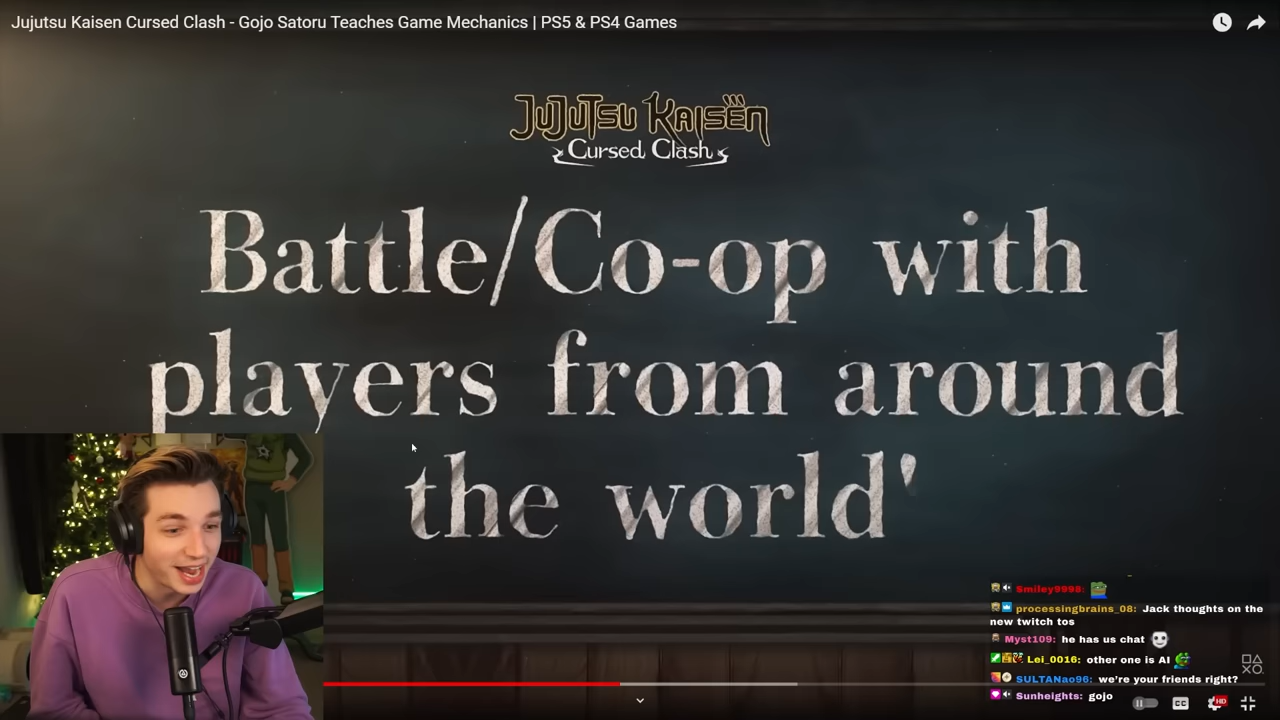 Jujutsu Kaisen Cursed Clash - Gojo Satoru Teaches Game Mechanics | PS5 & PS4 Games
JUJUTSU KAISEN
Cursed Clash
Battle/Co-op with
players from around
the world'
Smiley9998:
processingbrains_08: Jack thoughts on the
new twitch tos
Myst109: he has us chat
Lei_0016: other one is AI
SULTANao96: we're your friends right?
Sunheights: gojo
CC
HD